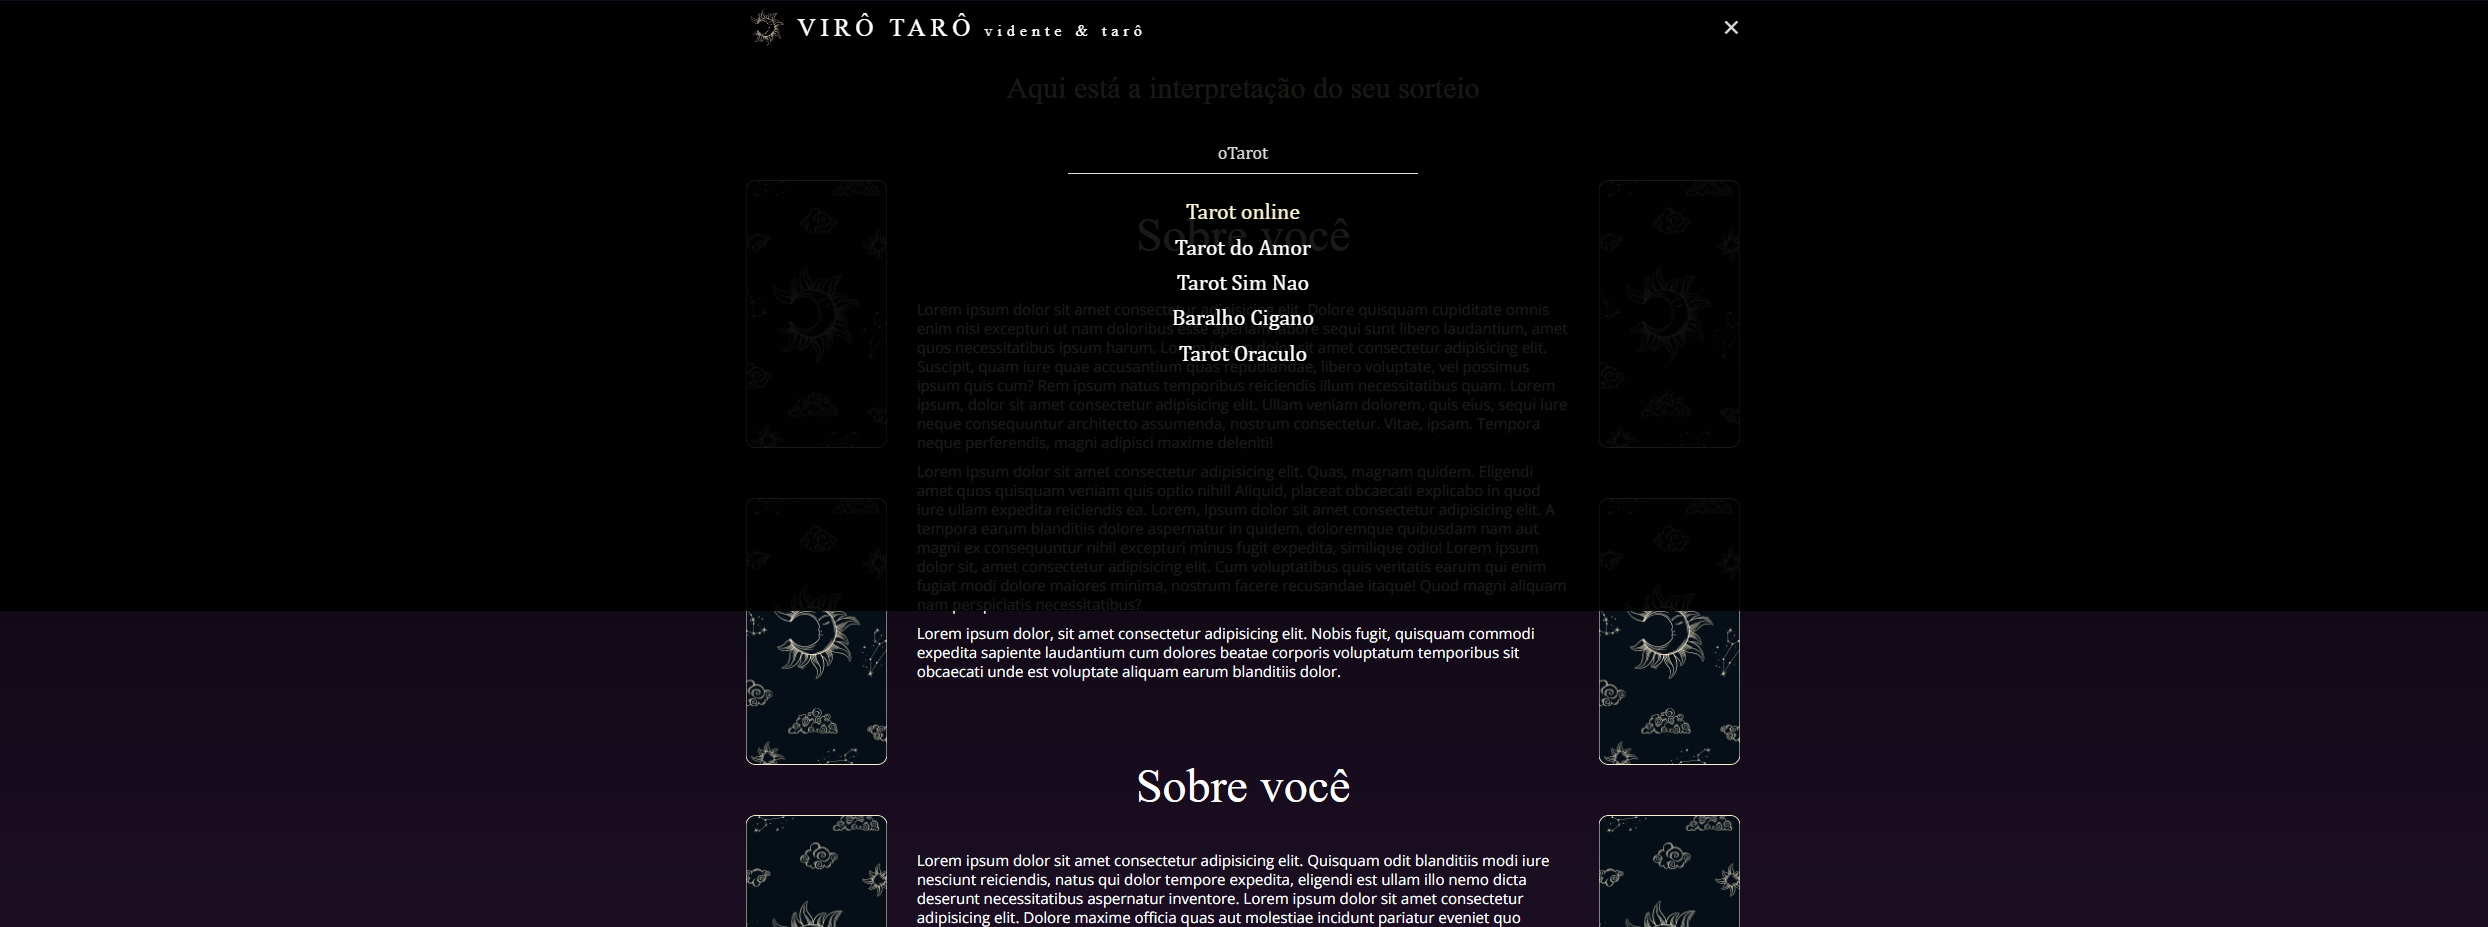 VIRÔ TARÔ vidente & tarô
✕
Aqui está a interpretação do seu sorteio
oTarot
Tarot online
Sobre você
Tarot do Amor
Tarot Sim Nao
Baralho Cigano
Tarot Oraculo
Lorem ipsum dolor sit amet consectetur adipisicing elit. Dolore quisquam cupiditate omnis
enim nisi excepturi ut nam doloribus esse aperiam labore sequi sunt libero laudantium, amet
quos necessitatibus ipsum harum. Lorem ipsum dolor sit amet consectetur adipisicing elit.
Suscipit, quam iure quae accusantium quas repudiandae, libero voluptate, vel possimus
ipsum quis cum? Rem ipsum natus temporibus reiciendis illum necessitatibus quam. Lorem
ipsum, dolor sit amet consectetur adipisicing elit. Ullam veniam dolorem, quis eius, sequi iure
neque consequuntur architecto assumenda, nostrum consectetur. Vitae, ipsam. Tempora
neque perferendis, magni adipisci maxime deleniti!
Lorem ipsum dolor sit amet consectetur adipisicing elit. Quas, magnam quidem. Eligendi
amet quos quisquam veniam quis optio nihil! Aliquid, placeat obcaecati explicabo in quod
iure ullam expedita reiciendis ea. Lorem, ipsum dolor sit amet consectetur adipisicing elit. A
tempora earum blanditiis dolore aspernatur in quidem, doloremque quibusdam nam aut
magni ex consequuntur nihil excepturi minus fugit expedita, similique odio! Lorem ipsum
dolor sit, amet consectetur adipisicing elit. Cum voluptatibus quis veritatis earum qui enim
fugiat modi dolore maiores minima, nostrum facere recusandae itaque! Quod magni aliquam
nam perspiciatis necessitatibus?
Lorem ipsum dolor, sit amet consectetur adipisicing elit. Nobis fugit, quisquam commodi
expedita sapiente laudantium cum dolores beatae corporis voluptatum temporibus sit
obcaecati unde est voluptate aliquam earum blanditiis dolor.
Sobre você
Lorem ipsum dolor sit amet consectetur adipisicing elit. Quisquam odit blanditiis modi iure
nesciunt reiciendis, natus qui dolor tempore expedita, eligendi est ullam illo nemo dicta
deserunt necessitatibus aspernatur inventore. Lorem ipsum dolor sit amet consectetur
adipisicing elit. Dolore maxime officia quas aut molestiae incidunt pariatur eveniet quo